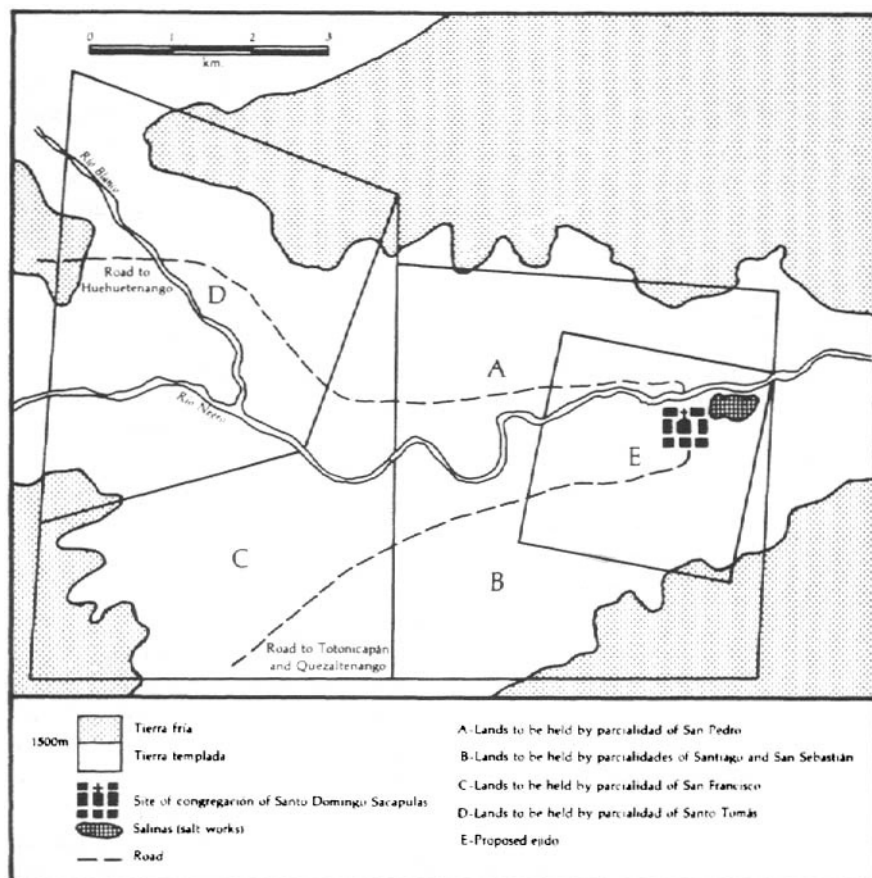 0 1 2 3
km.
Río Blanco
Road to
Huehuetenango
D
A
Río Negro
E
C
B
Road to Totonicapán
and Quezaltenango
1500m
Tierra fría
Tierra templada
Site of congregación of Santo Domingo Sacapulas
Salinas (salt works)
Road
A-Lands to be held by parcialidad of San Pedro
B-Lands to be held by parcialidades of Santiago and San Sebastián
C-Lands to be held by parcialidad of San Francisco
D-Lands to be held by parcialidad of Santo Tomás
E-Proposed ejido